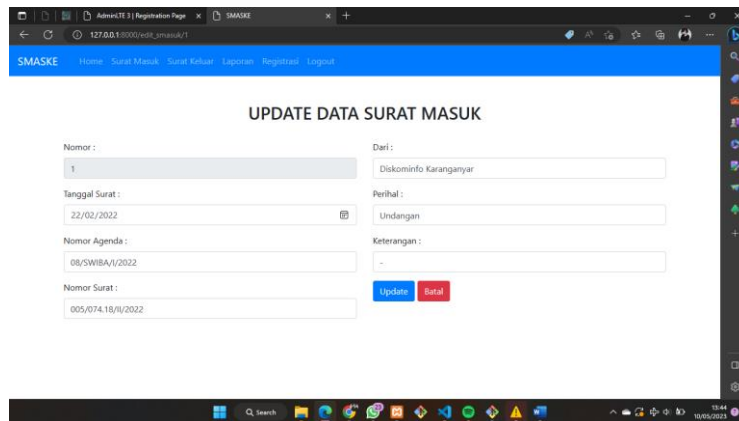 AdminLTE 3 | Registration Page
SMASKE
127.0.0.1:8000/edit_smasuk/1
SMASKE Home Surat Masuk Surat Keluar Laporan Registrasi Logout
UPDATE DATA SURAT MASUK
Nomor :
1
Tanggal Surat :
22/02/2022
Nomor Agenda :
08/SWIBA/I/2022
Nomor Surat :
005/074.18/II/2022
Dari :
Diskominfo Karanganyar
Perihal :
Undangan
Keterangan :
-
Update Batal
Search
13:44
10/05/2023